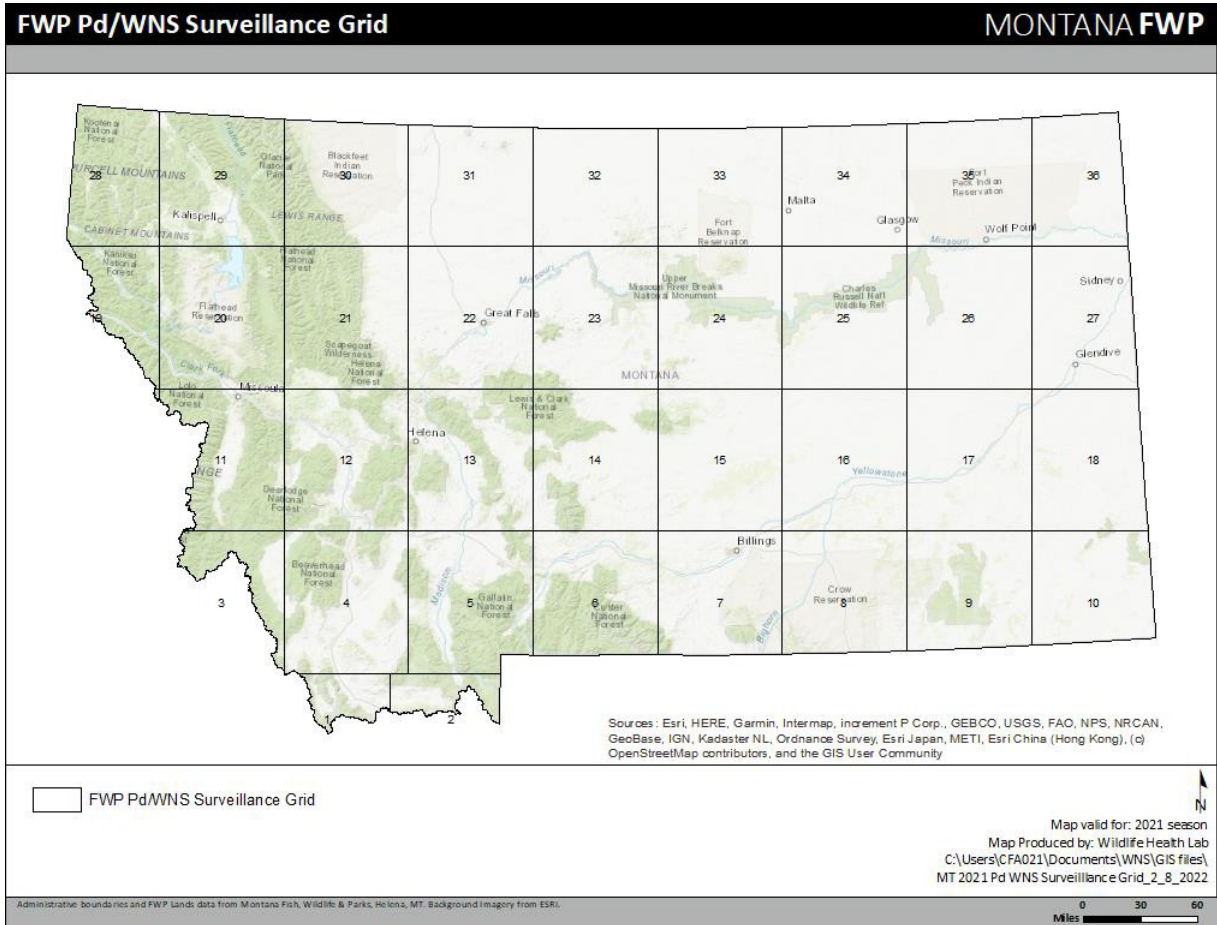 FWP Pd/WNS Surveillance Grid
MONTANA FWP
Kootenai
National
Forest
Flathead
Glacier
National
Park
Blackfeet
Indian
Reservation
PURCELL MOUNTAINS
28
29
30
31
32
33
34
35
36
Fort
Peck Indian
Reservation
Malta
Kalispell
LEWIS RANGE
Fort
Belknap
Reservation
Glasgow
Wolf Point
CABINET MOUNTAINS
Missouri
Kaniksu
National
Forest
Flathead
National
Forest
Missouri
Upper
Missouri River Breaks
National Monument
Charles
Russell Nat'l
Wildlife Ref
Sidney
Flathead
Reservation
19
20
21
22
Great Falls
23
24
25
26
27
Scapegoat
Wilderness
Helena
National
Forest
Clark Fork
MONTANA
Glendive
Lolo
National
Forest
Missoula
Lewis & Clark
National
Forest
Helena
11
12
13
14
15
16
17
18
NGE
Yellowstone
Deerlodge
National
Forest
Billings
Beaverhead
National
Forest
Madison
Gallatin
National
Forest
Custer
National
Forest
Crow
Reservation
Bighorn
3
4
5
6
7
8
9
10
1
2
Sources: Esri, HERE, Garmin, Intermap, increment P Corp., GEBCO, USGS, FAO, NPS, NRCAN,
GeoBase, IGN, Kadaster NL, Ordnance Survey, Esri Japan, METI, Esri China (Hong Kong), (c)
OpenStreetMap contributors, and the GIS User Community
FWP Pd/WNS Surveillance Grid
N
Map valid for: 2021 season
Map Produced by: Wildlife Health Lab
C:\Users\CFA021\Documents\WNS\GIS files\
MT 2021 Pd WNS Surveilllance Grid_2_8_2022
Administrative boundaries and FWP Lands data from Montana Fish, Wildlife & Parks, Helena, MT. Background Imagery from ESRI.
0 30 60
Miles